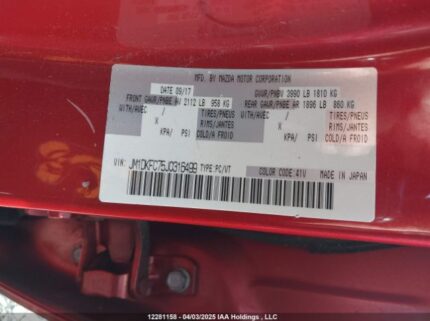 MFD. BY MAZDA MOTOR CORPORATION
DATE 09/17 GVWR/PNBV 3990 LB 1810 KG
FRONT GAWR/PNBE AV 2112 LB 958 KG REAR GAWR/PNBE AR 1896 LB 860 KG
WITH/AVEC / TIRES/PNEUS WITH/AVEC / TIRES/PNEUS
X RIMS/JANTES X RIMS/JANTES
KPA/ PSI COLD/A FROID KPA/ PSI COLD/A FROID
VIN: JM1DKFC75J0316499 TYPE PC/VT COLOR CODE:41V MADE IN JAPAN
12281158 - 04/03/2025 IAA Holdings , LLC